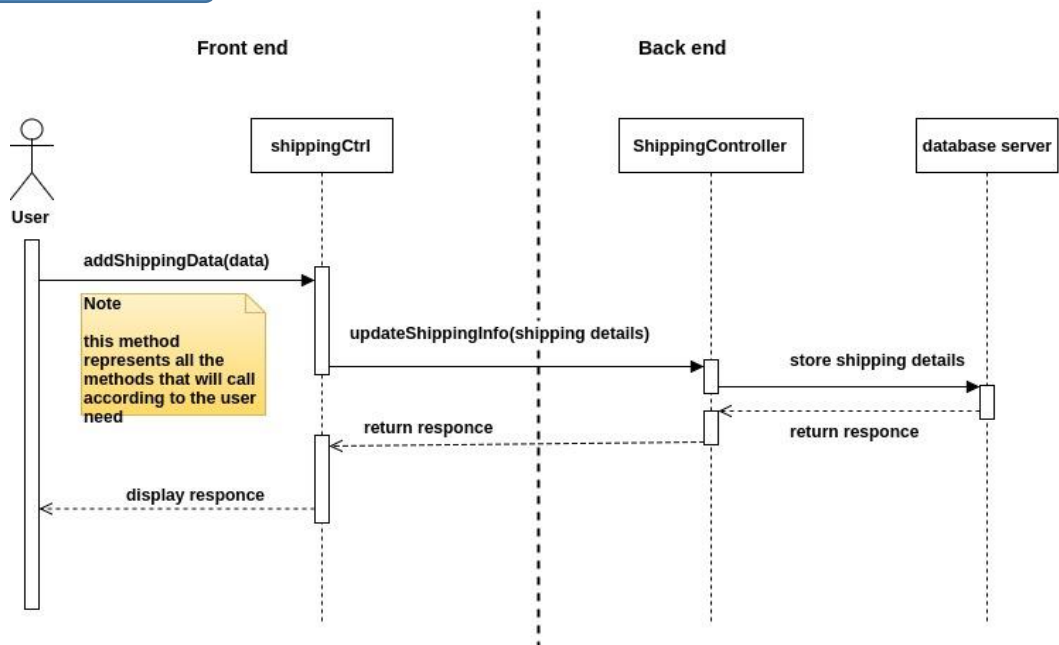 Front end
Back end
shippingCtrl
ShippingController
database server
User
addShippingData(data)
Note
this method
represents all the
methods that will call
according to the user
need
updateShippingInfo(shipping details)
store shipping details
return responce
return responce
display responce